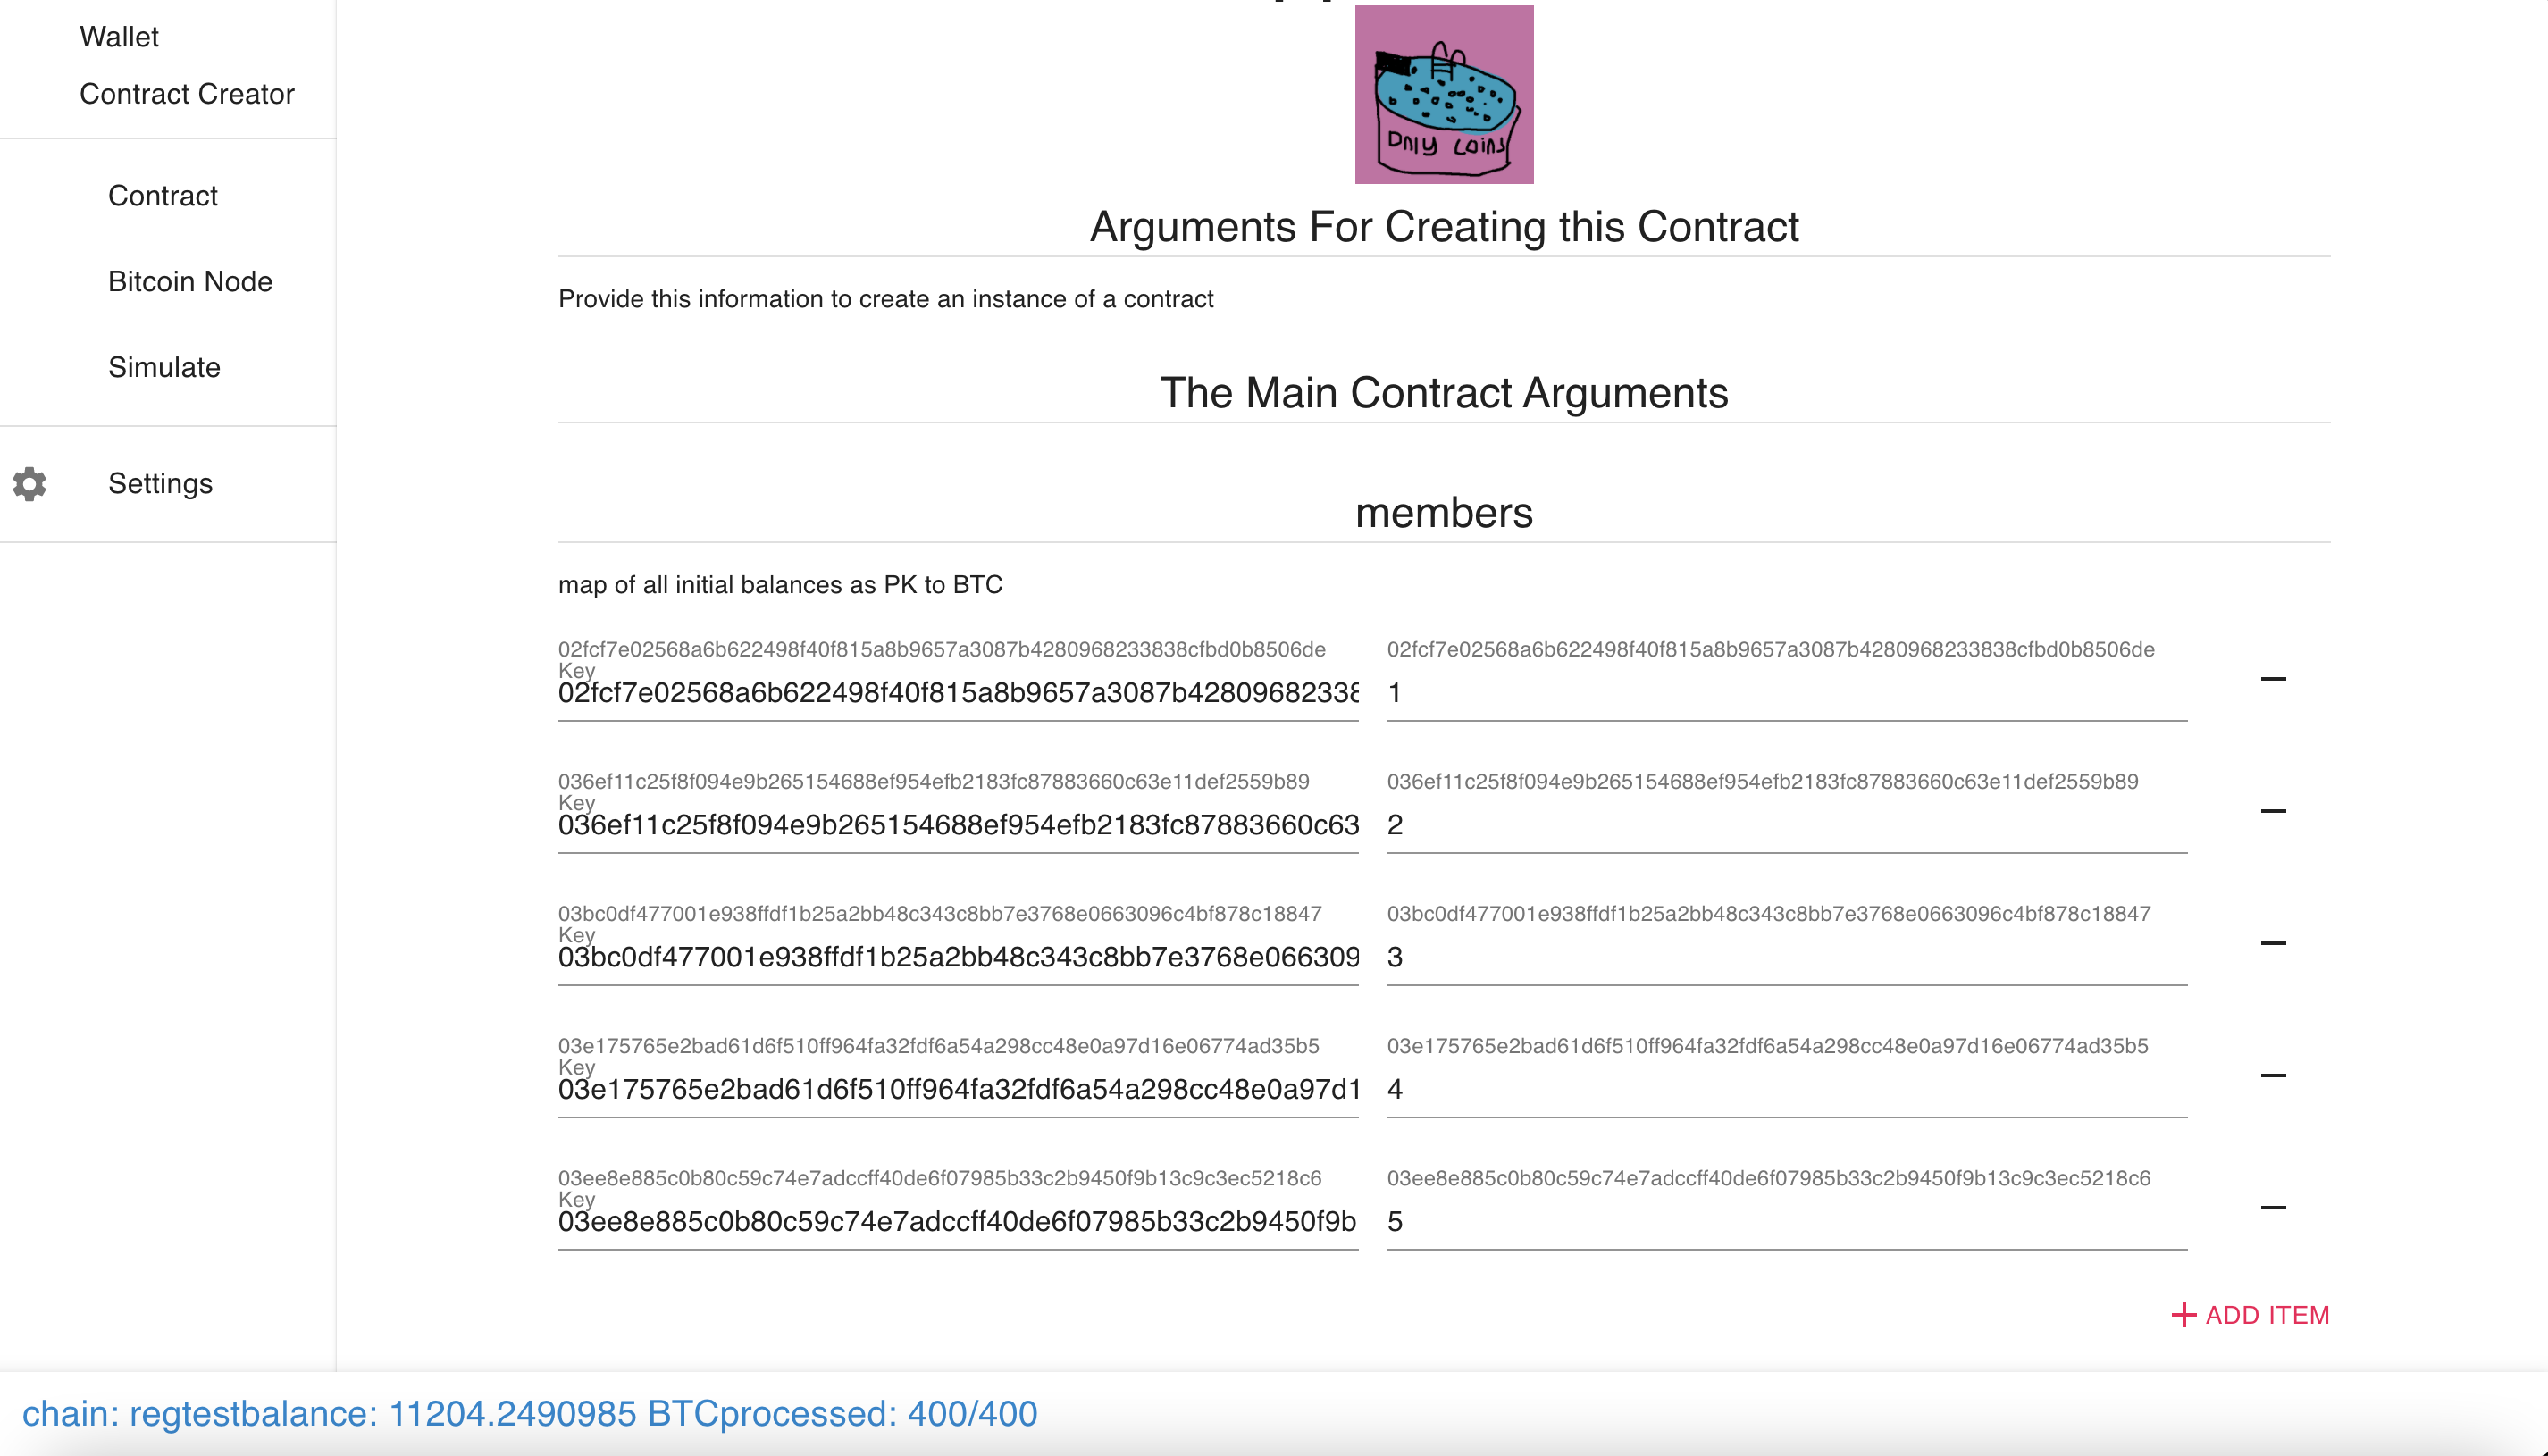 Wallet
Contract Creator
Contract
Bitcoin Node
Simulate
Settings
Only Coins
Arguments For Creating this Contract
Provide this information to create an instance of a contract
The Main Contract Arguments
members
map of all initial balances as PK to BTC
02fcf7e02568a6b622498f40f815a8b9657a3087b4280968233838cfbd0b8506de 02fcf7e02568a6b622498f40f815a8b9657a3087b4280968233838cfbd0b8506de
Key
02fcf7e02568a6b622498f40f815a8b9657a3087b42809682338 1
036ef11c25f8f094e9b265154688ef954efb2183fc87883660c63e11def2559b89 036ef11c25f8f094e9b265154688ef954efb2183fc87883660c63e11def2559b89
Key
036ef11c25f8f094e9b265154688ef954efb2183fc87883660c63 2
03bc0df477001e938ffdf1b25a2bb48c343c8bb7e3768e0663096c4bf878c18847 03bc0df477001e938ffdf1b25a2bb48c343c8bb7e3768e0663096c4bf878c18847
Key
03bc0df477001e938ffdf1b25a2bb48c343c8bb7e3768e066309 3
03e175765e2bad61d6f510ff964fa32fdf6a54a298cc48e0a97d16e06774ad35b5 03e175765e2bad61d6f510ff964fa32fdf6a54a298cc48e0a97d16e06774ad35b5
Key
03e175765e2bad61d6f510ff964fa32fdf6a54a298cc48e0a97d1 4
03ee8e885c0b80c59c74e7adccff40de6f07985b33c2b9450f9b13c9c3ec5218c6 03ee8e885c0b80c59c74e7adccff40de6f07985b33c2b9450f9b13c9c3ec5218c6
Key
03ee8e885c0b80c59c74e7adccff40de6f07985b33c2b9450f9b 5
ADD ITEM
chain: regtestbalance: 11204.2490985 BTCprocessed: 400/400